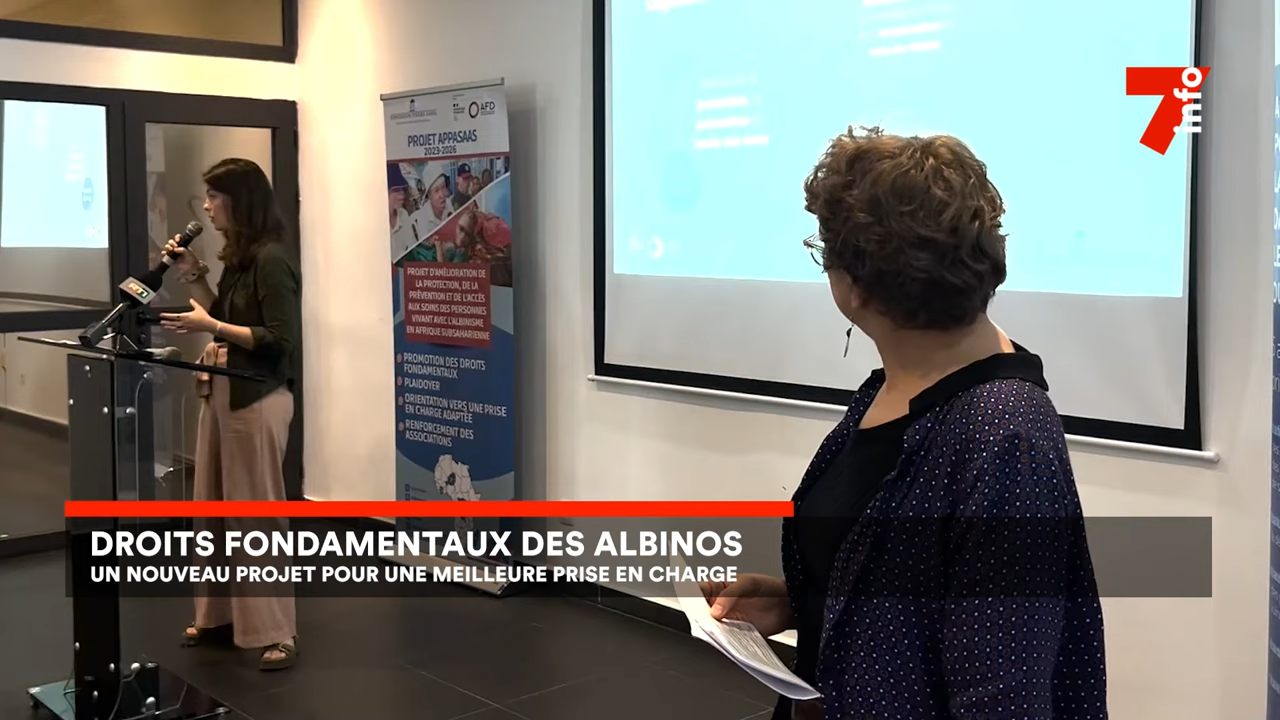 7
info
AFD
PROJET APPASAAS
2023-2026
PROJET D'AMÉLIORATION DE
LA PROTECTION, DE LA
PRÉVENTION ET DE L'ACCÈS
AUX SOINS DES PERSONNES
VIVANT AVEC L'ALBINISME
EN AFRIQUE SUBSAHARIENNE
PROMOTION DES DROITS
FONDAMENTAUX
PLAIDOYER
ORIENTATION VERS UNE PRISE
EN CHARGE ADAPTÉE
RENFORCEMENT DES
ASSOCIATIONS
DROITS FONDAMENTAUX DES ALBINOS
UN NOUVEAU PROJET POUR UNE MEILLEURE PRISE EN CHARGE